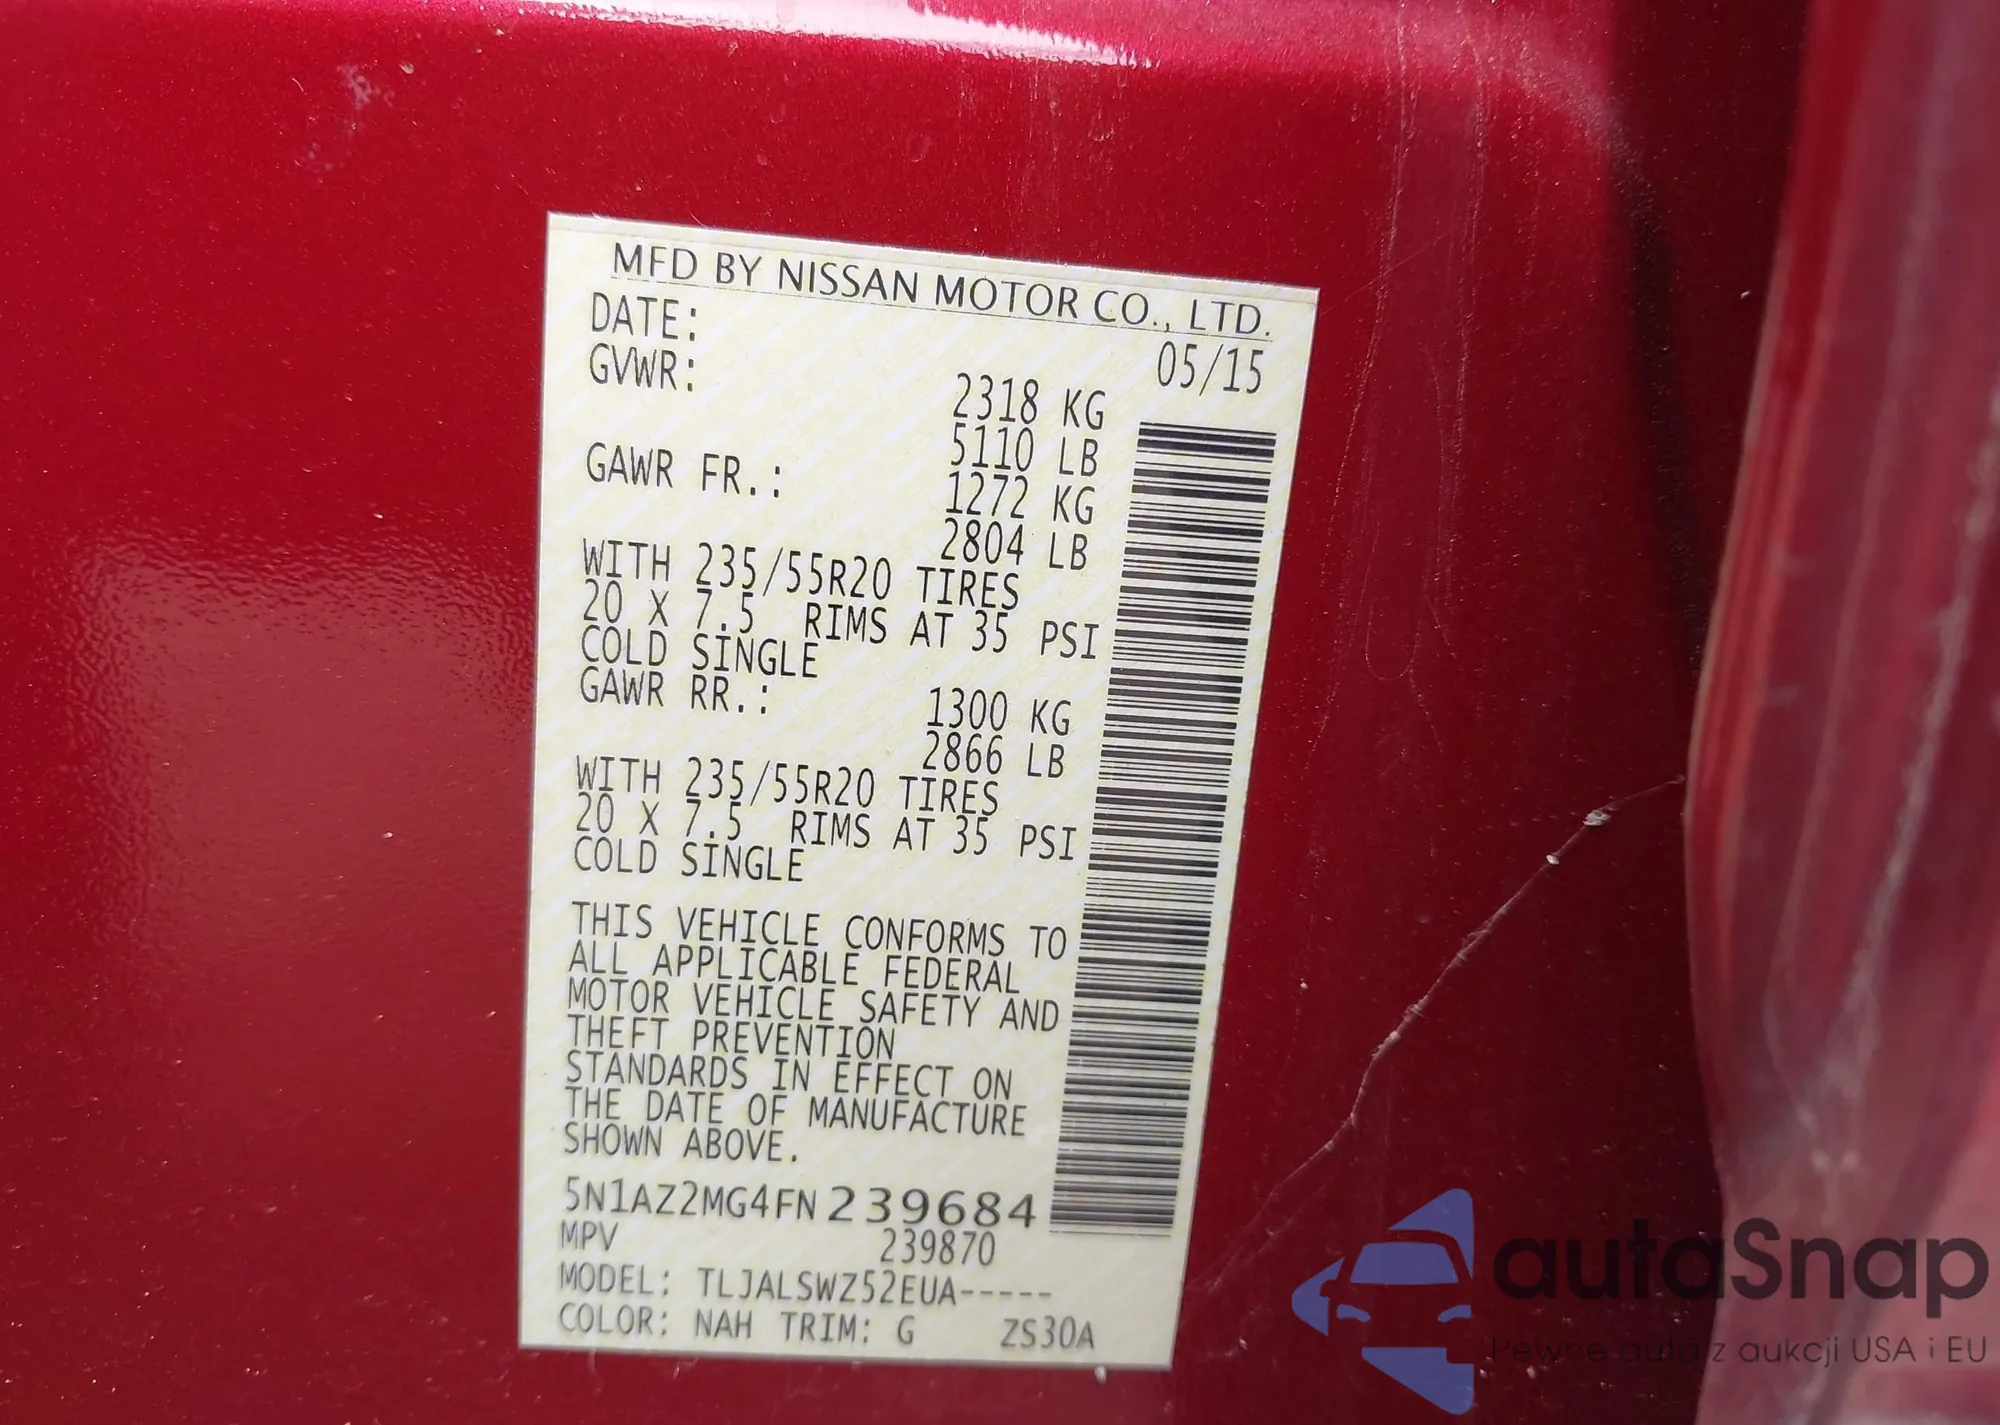 MFD BY NISSAN MOTOR CO., LTD.
DATE: 05/15
GVWR: 2318 KG
5110 LB
GAWR FR.: 1272 KG
2804 LB
WITH 235/55R20 TIRES
20 X 7.5 RIMS AT 35 PSI
COLD SINGLE
GAWR RR.: 1300 KG
2866 LB
WITH 235/55R20 TIRES
20 X 7.5 RIMS AT 35 PSI
COLD SINGLE
THIS VEHICLE CONFORMS TO
ALL APPLICABLE FEDERAL
MOTOR VEHICLE SAFETY AND
THEFT PREVENTION
STANDARDS IN EFFECT ON
THE DATE OF MANUFACTURE
SHOWN ABOVE.
5N1AZ2MG4FN239684
MPV 239870
MODEL: TLJALSWZ52EUA-----
COLOR: NAH TRIM: G ZS30A
autaSnap
Pewne auta z aukcji USA i EU